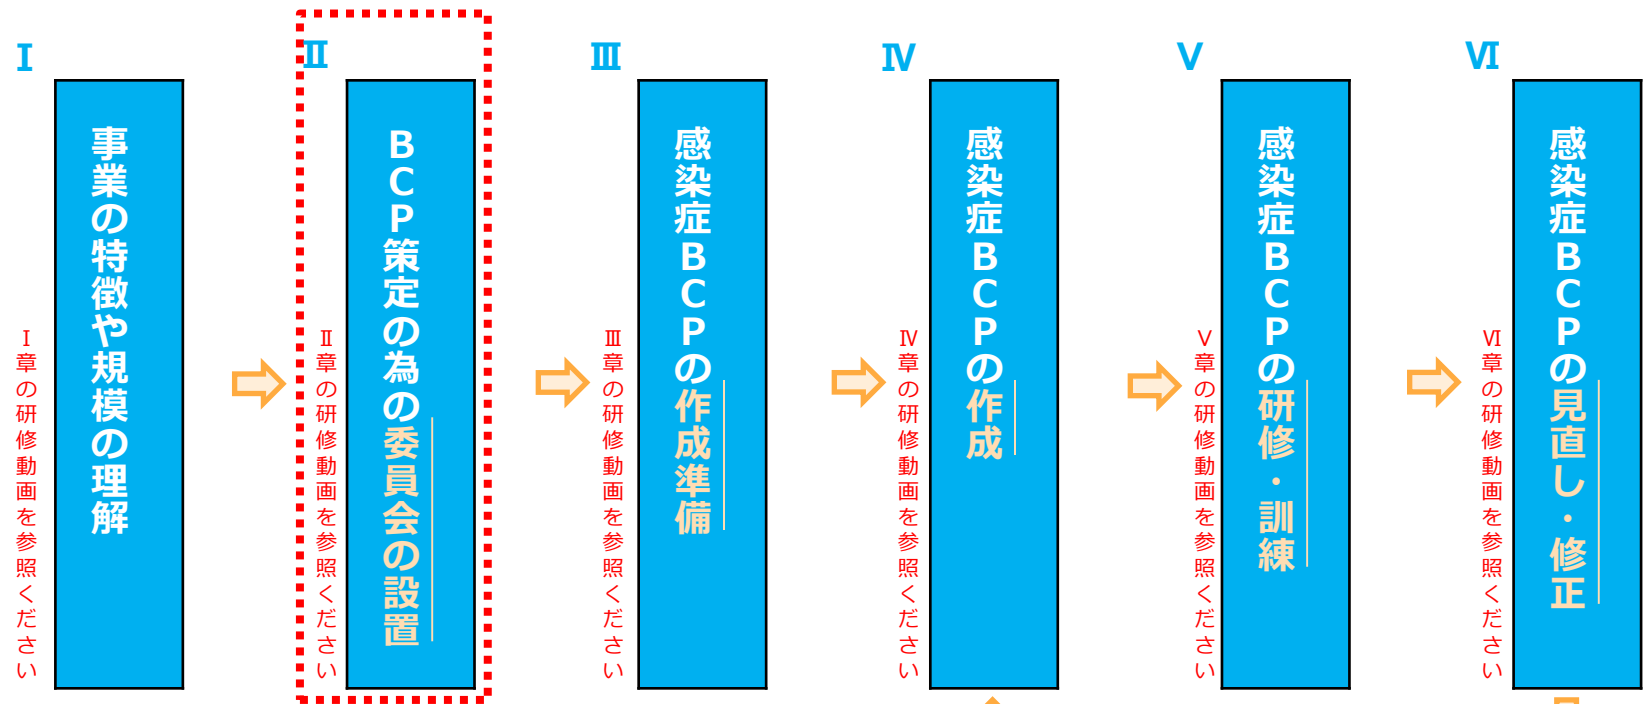 Ⅰ
事業の特徴や規模の理解
Ⅰ章の研修動画を参照ください
Ⅱ
BCP策定の為の委員会の設置
Ⅱ章の研修動画を参照ください
Ⅲ
感染症BCPの作成準備
Ⅲ章の研修動画を参照ください
Ⅳ
感染症BCPの作成
Ⅳ章の研修動画を参照ください
Ⅴ
感染症BCPの研修・訓練
Ⅴ章の研修動画を参照ください
Ⅵ
感染症BCPの見直し・修正
Ⅵ章の研修動画を参照ください